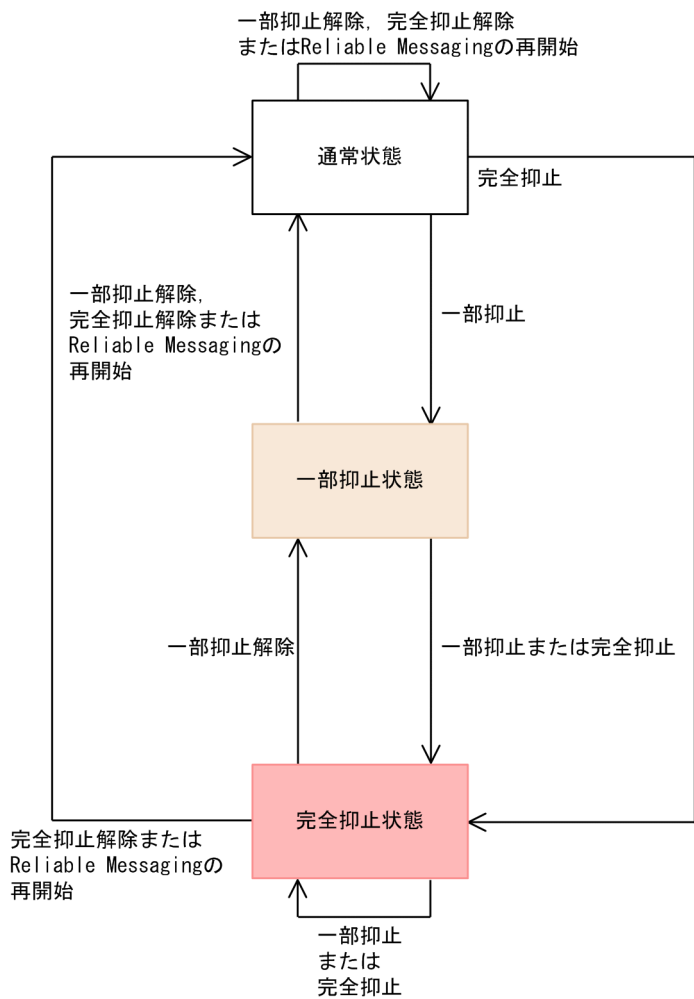 一部抑止解除, 完全抑止解除
またはReliable Messagingの再開始
通常状態
完全抑止
一部抑止解除,
完全抑止解除または
Reliable Messagingの
再開始
一部抑止
一部抑止状態
一部抑止解除
一部抑止または完全抑止
完全抑止状態
完全抑止解除または
Reliable Messagingの
再開始
一部抑止
または
完全抑止